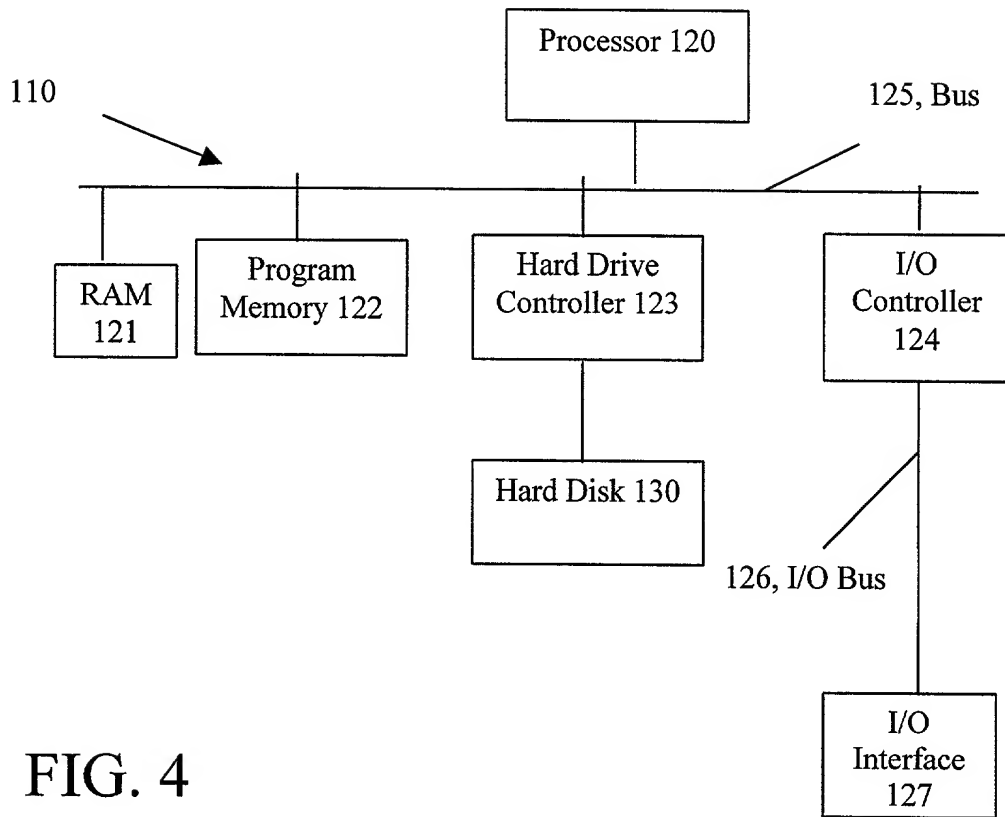 Processor 120
110
125, Bus
RAM
121
Program
Memory 122
Hard Drive
Controller 123
I/O
Controller
124
Hard Disk 130
126, I/O Bus
I/O
Interface
127
FIG. 4